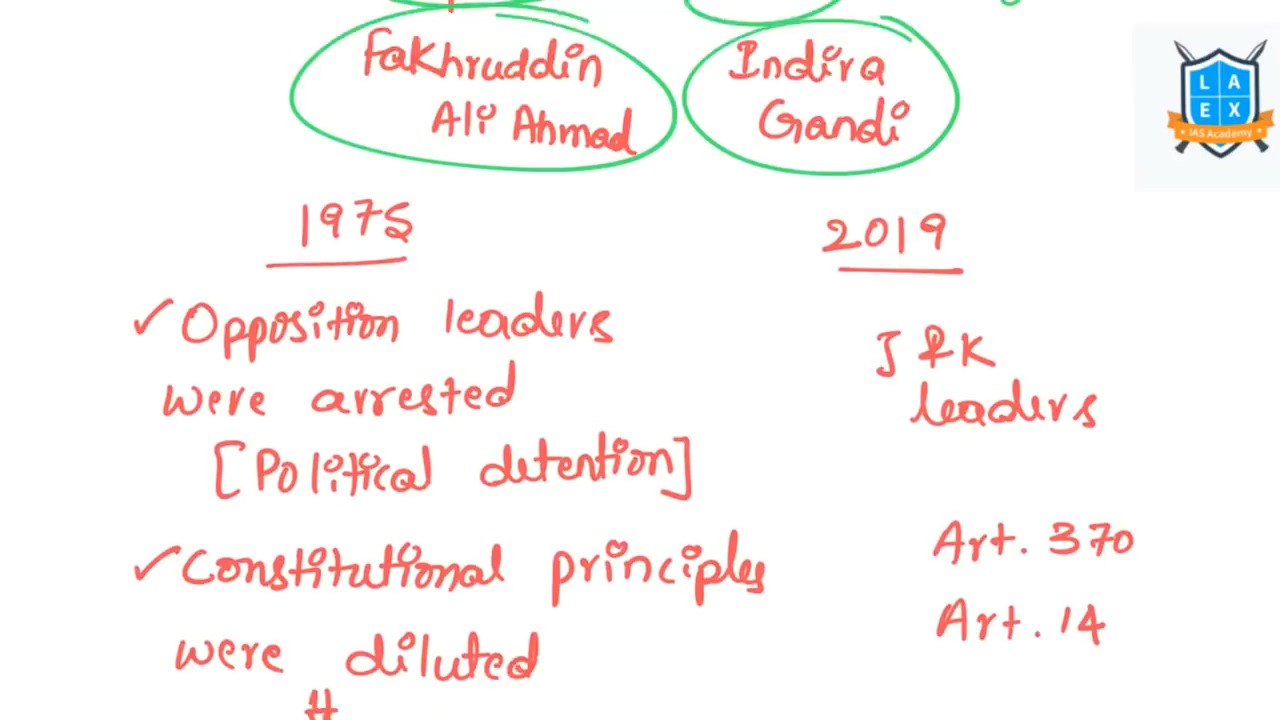 Fakhruddin
Ali Ahmad
Indira
Gandi
L A
E X
IAS Academy
1975
✓ Opposition leaders
were arrested
[Political detention]
✓ Constitutional principles
were diluted
2019
J & K
leaders
Art. 370
Art. 14